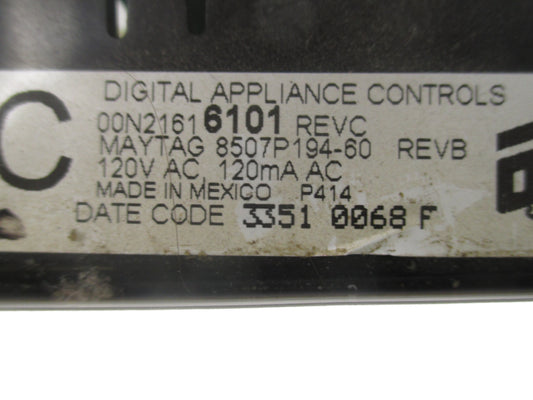 DIGITAL APPLIANCE CONTROLS
C
00N2161 6101 REVC
MAYTAG 8507P194-60 REVB
120V AC, 120mA AC
MADE IN MEXICO P414
DATE CODE 3351 0068 F